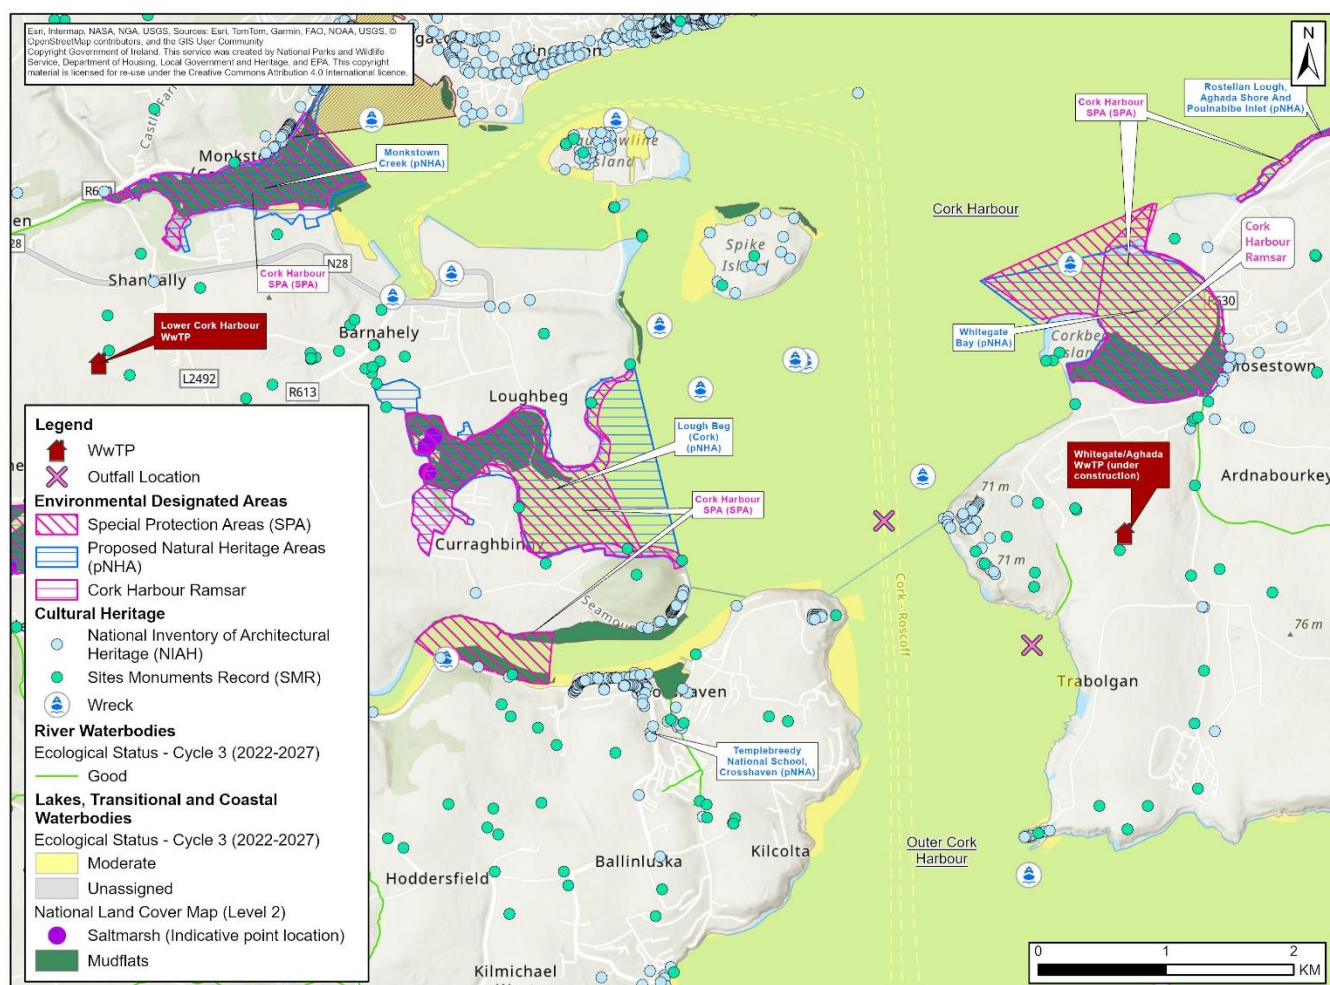 Esri, Intermap, NASA, NGA, USGS, Sources: Esri, TomTom, Garmin, FAO, NOAA, USGS, ©
OpenStreetMap contributors, and the GIS User Community
Copyright Government of Ireland. This service was created by National Parks and Wildlife
Service, Department of Housing, Local Government and Heritage, and EPA. This copyright
material is licensed for re-use under the Creative Commons Attribution 4.0 International licence.
N
Rostellan Lough,
Aghada Shore And
Poulnabibe Inlet (pNHA)
Cork Harbour
SPA (SPA)
Monkstown
Creek (pNHA)
Island
Cork Harbour
Cork
Harbour
Ramsar
Spike
N28
Shanbally
Cork Harbour
SPA (SPA)
R630
Lower Cork Harbour
WwTP
Barnahely
Whitegate
Bay (pNHA)
L2492
R613
Loughbeg
Lough Beg
(Cork)
(pNHA)
Whitegate/Aghada
WwTP (under
construction)
71 m
Ardnabourkey
Cork Harbour
SPA (SPA)
71 m
Cork - Roscoff
76 m
Trabolgan
Templebreedy
National School,
Crosshaven (pNHA)
Outer Cork
Harbour
Ballinluska
Kilcolta
Hoddersfield
Kilmichael
Legend
WwTP
Outfall Location
Environmental Designated Areas
Special Protection Areas (SPA)
Proposed Natural Heritage Areas
(pNHA)
Cork Harbour Ramsar
Cultural Heritage
National Inventory of Architectural
Heritage (NIAH)
Sites Monuments Record (SMR)
Wreck
River Waterbodies
Ecological Status - Cycle 3 (2022-2027)
Good
Lakes, Transitional and Coastal
Waterbodies
Ecological Status - Cycle 3 (2022-2027)
Moderate
Unassigned
National Land Cover Map (Level 2)
Saltmarsh (Indicative point location)
Mudflats
0 1 2
KM